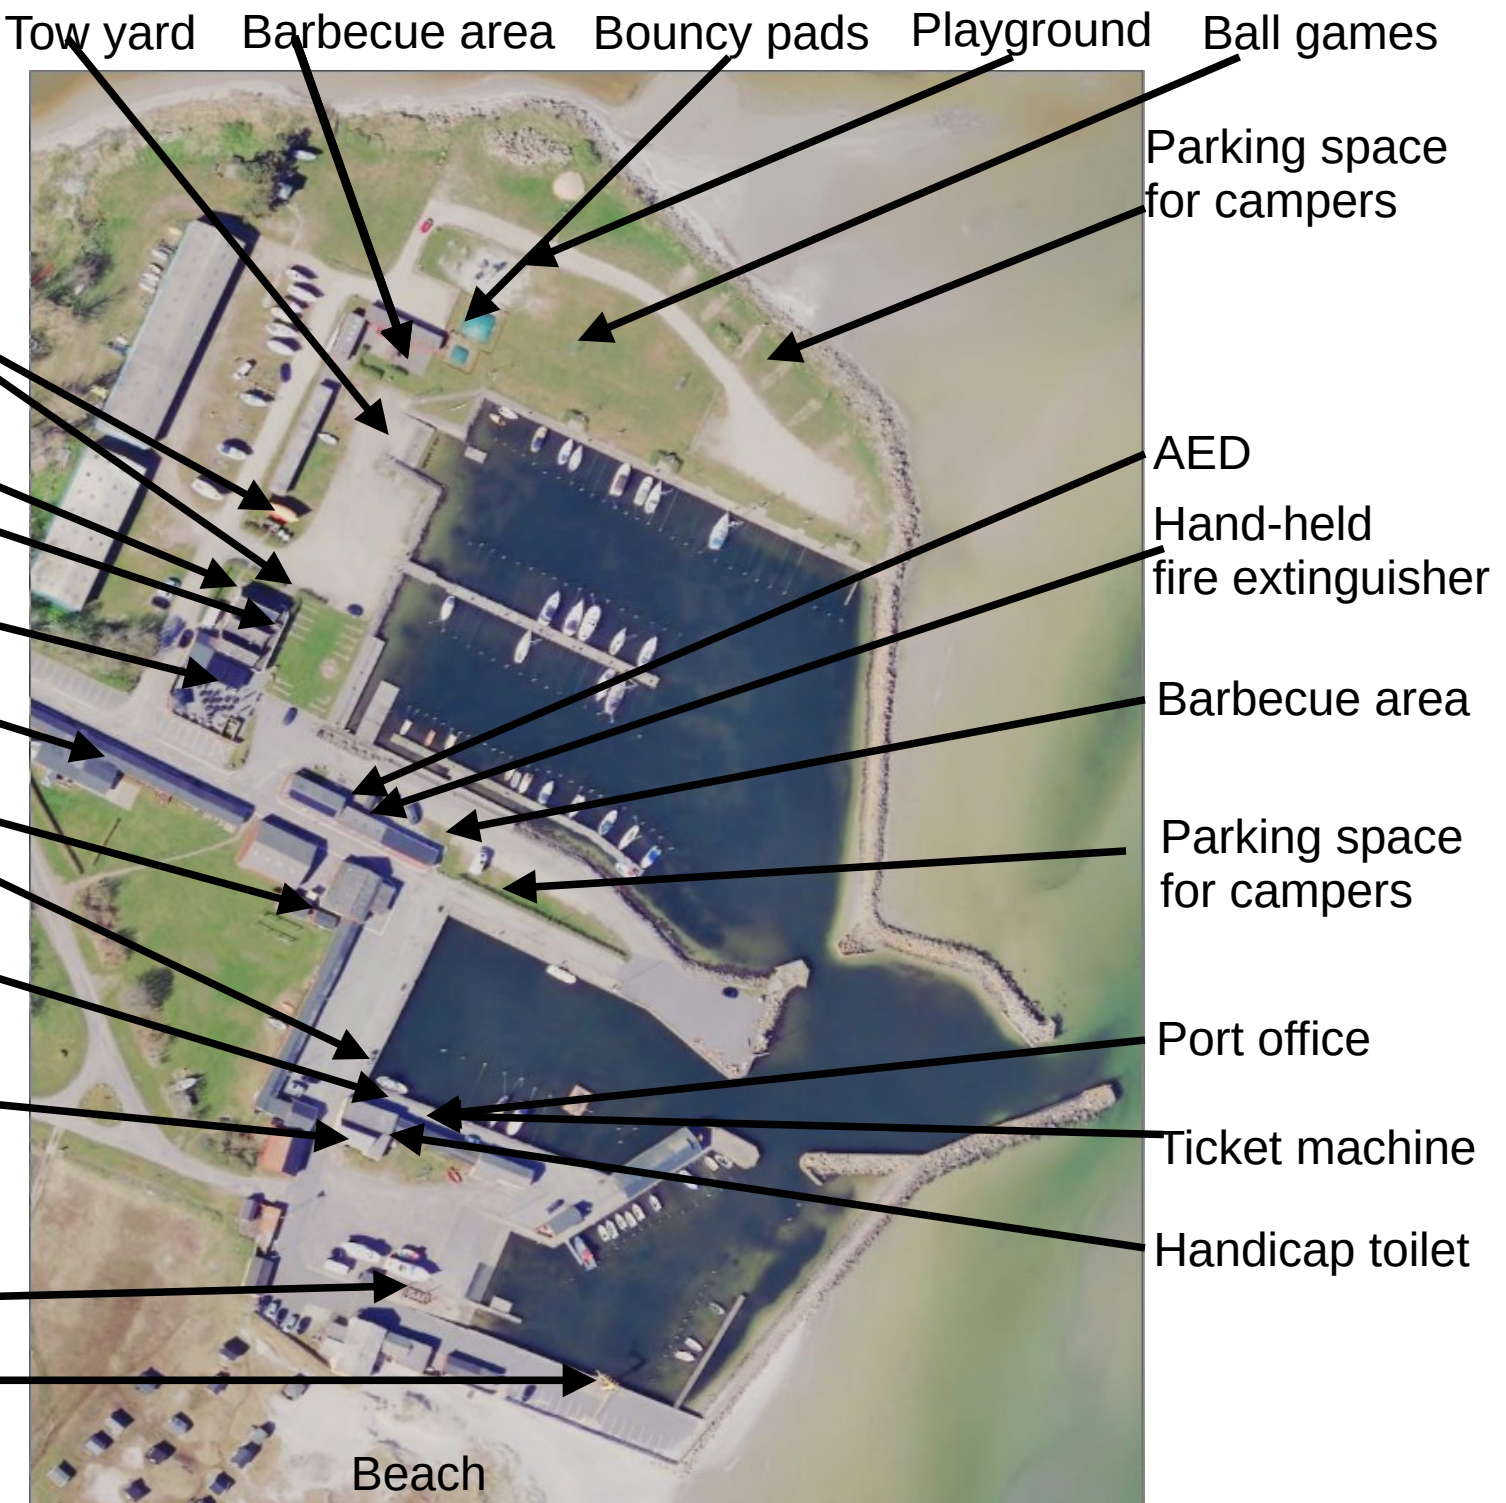 Tow yard
Barbecue area
Bouncy pads
Playground
Ball games
Parking space
for campers
AED
Hand-held
fire extinguisher
Barbecue area
Parking space
for campers
Port office
Ticket machine
Handicap toilet
Beach